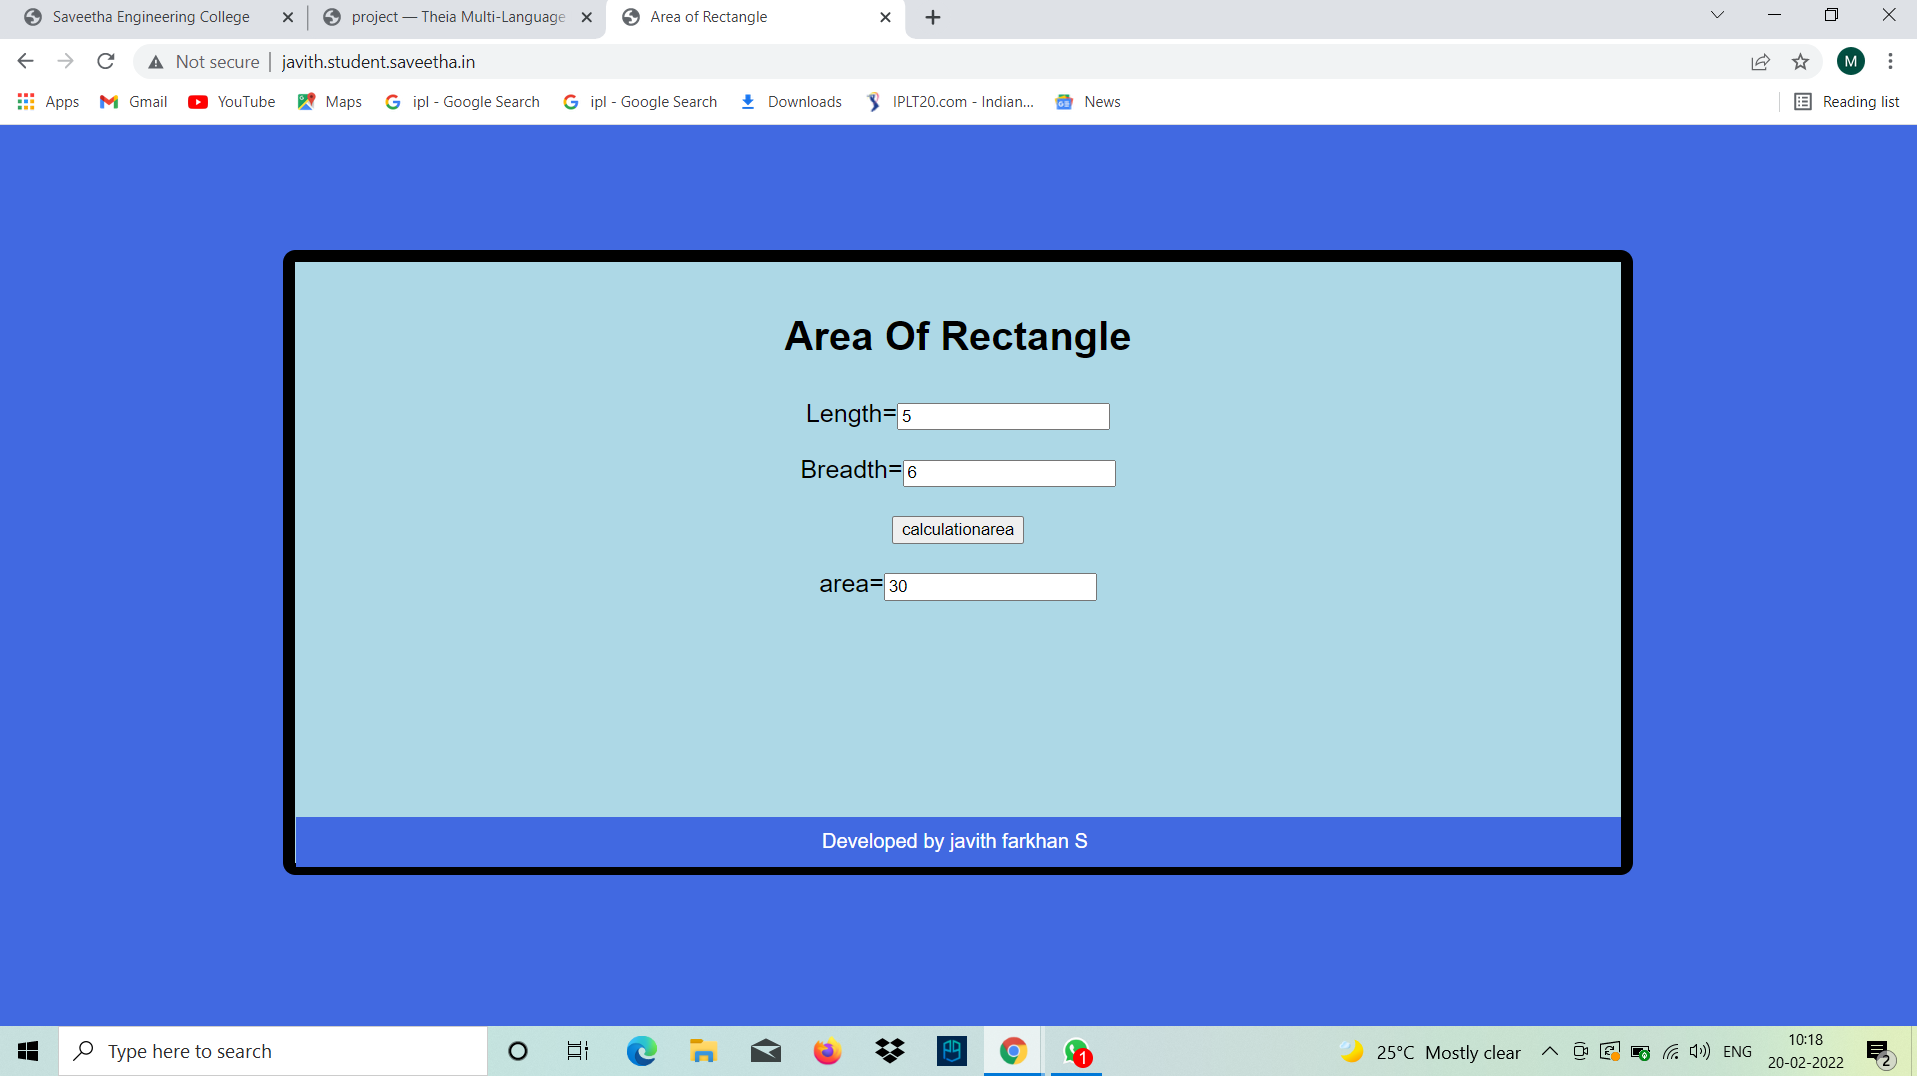 Saveetha Engineering College
project — Theia Multi-Language
Area of Rectangle
Not secure
javith.student.saveetha.in
M
Apps
Gmail
YouTube
Maps
ipl - Google Search
ipl - Google Search
Downloads
IPLT20.com - Indian...
News
Reading list
Area Of Rectangle
Length=5
Breadth=6
calculationarea
area=30
Developed by javith farkhan S
Type here to search
1
25°C Mostly clear
ENG
10:18
20-02-2022
2